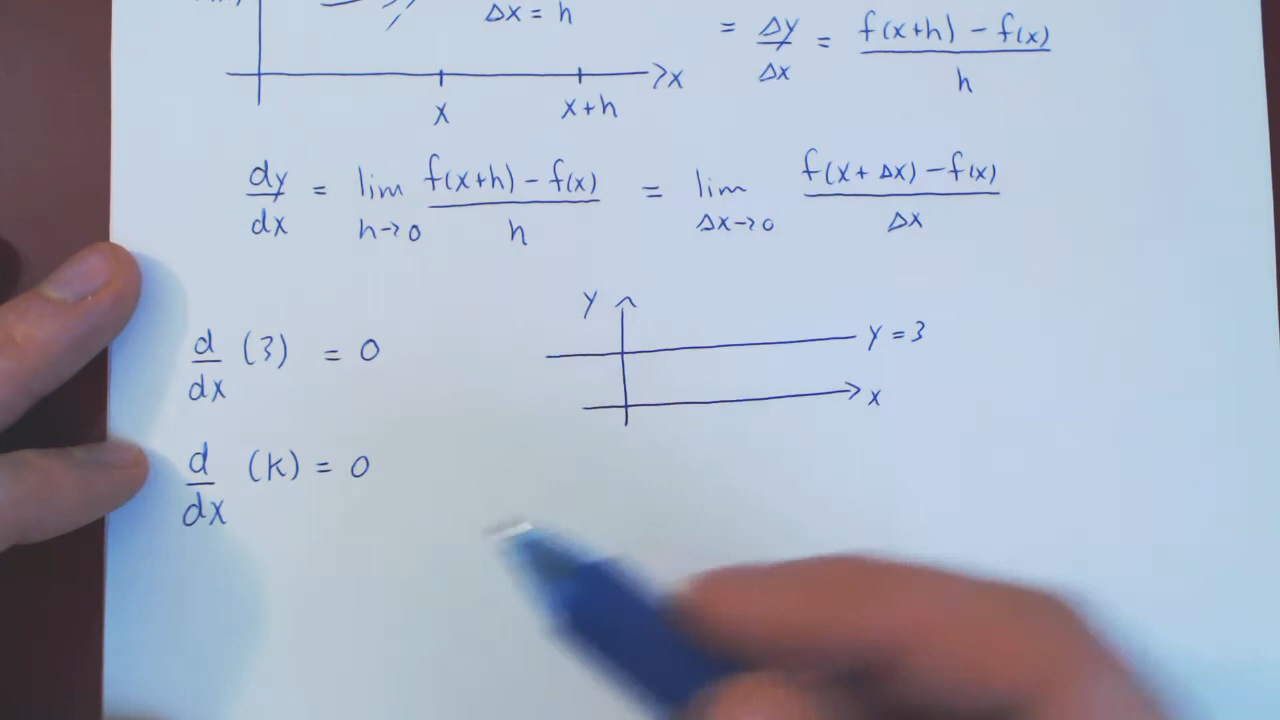 Δx = h
= Δy/Δx = f(x+h) - f(x)/h
x
x
x+h
dy/dx = lim h→0 f(x+h) - f(x)/h = lim Δx→0 f(x + Δx) - f(x)/Δx
y
d/dx (3) = 0
y = 3
x
d/dx (k) = 0